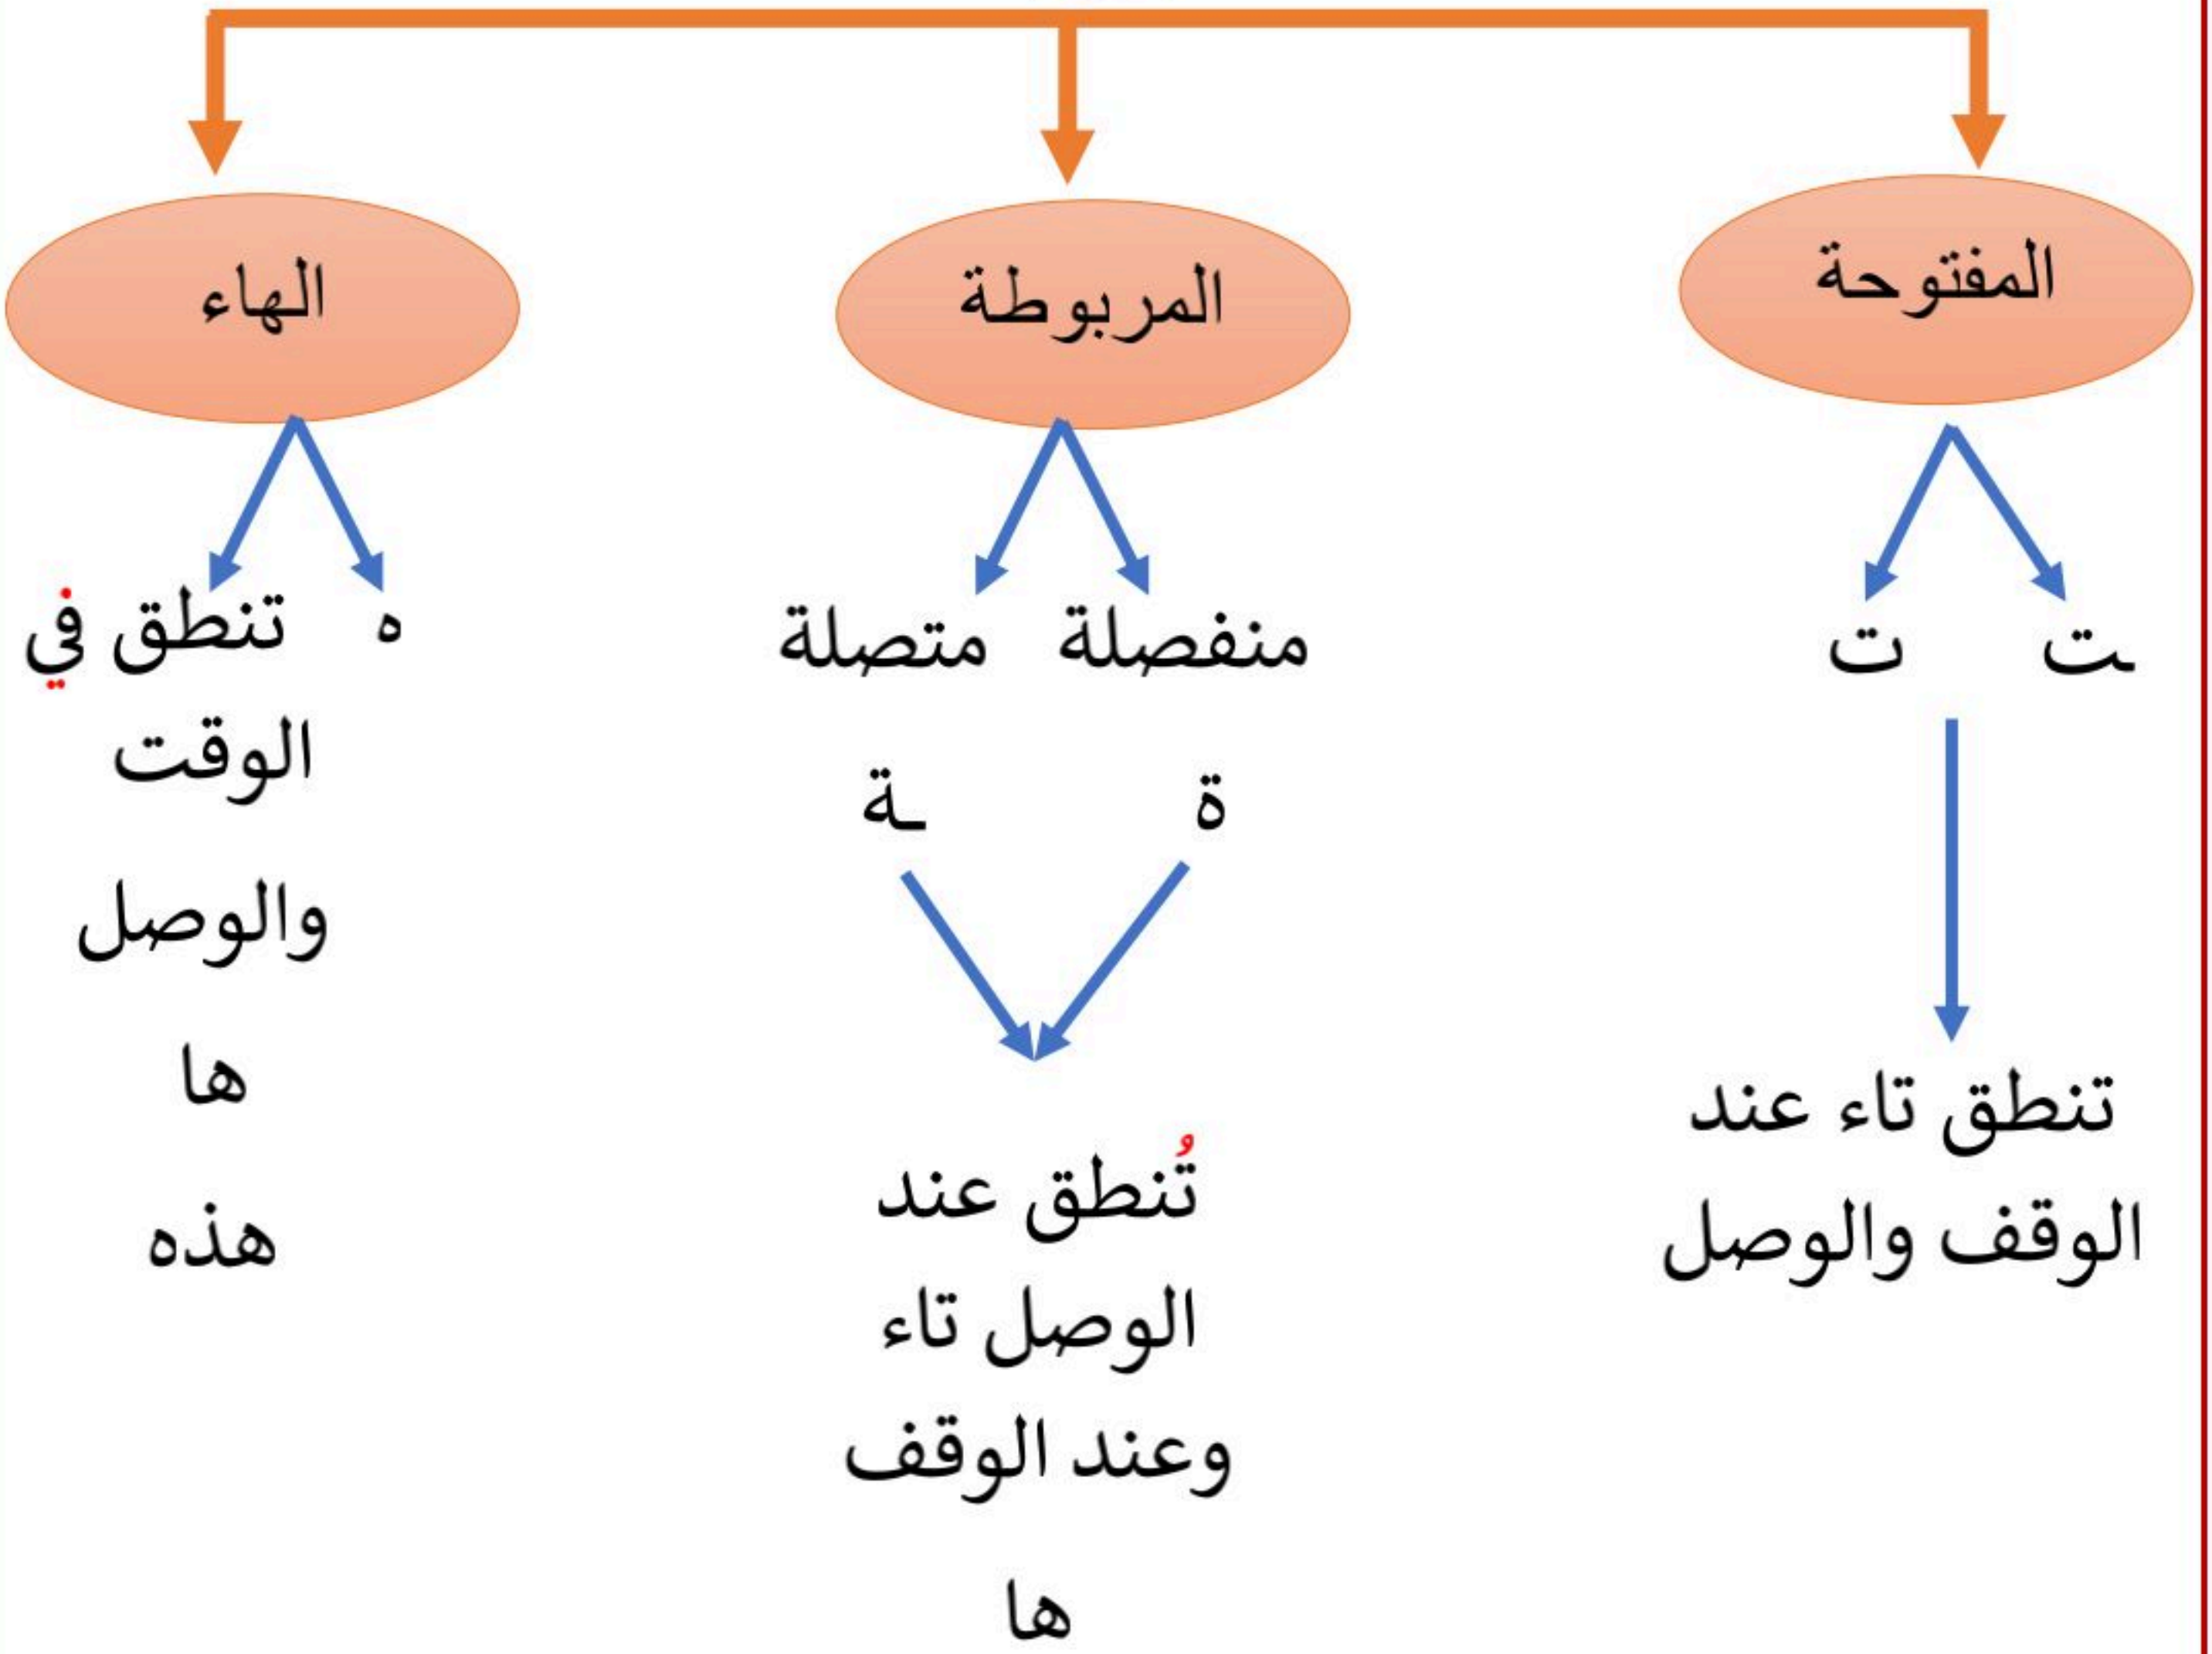 المفتوحة
ـت ت
تنطق تاء عند
الوقف والوصل
المربوطة
منفصلة متصلة
ة ـة
تُنطق عند
الوصل تاء
وعند الوقف
ها
الهاء
ه تنطق في
الوقت
والوصل
ها
هذه